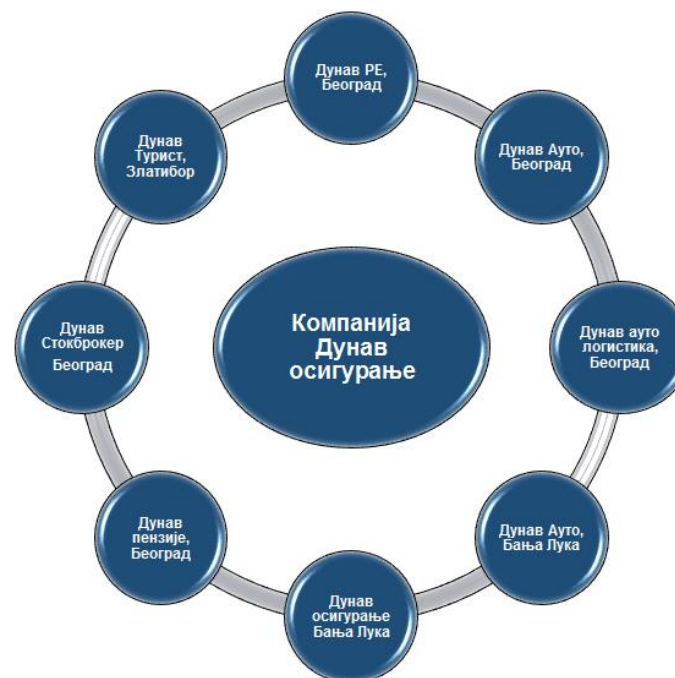 Дунав РЕ,
Београд
Дунав Ауто,
Београд
Дунав ауто
логистика,
Београд
Дунав Ауто,
Бања Лука
Дунав
осигурање
Бања Лука
Дунав
пензије,
Београд
Дунав
Стокброкер
Београд
Дунав
Турист,
Златибор
Компанија
Дунав
осигурање